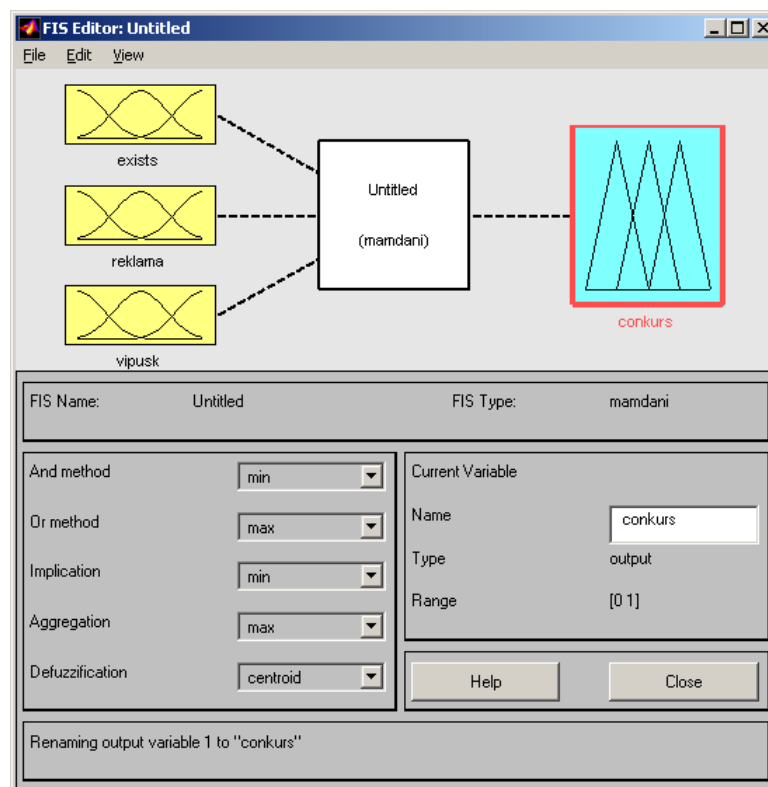 FIS Editor: Untitled
File Edit View
exists
reklama
vipusk
Untitled
(mamdani)
conkurs
FIS Name: Untitled FIS Type: mamdani
And method min
Or method max
Implication min
Aggregation max
Defuzzification centroid
Current Variable
Name conkurs
Type output
Range [0 1]
Help Close
Renaming output variable 1 to "conkurs"